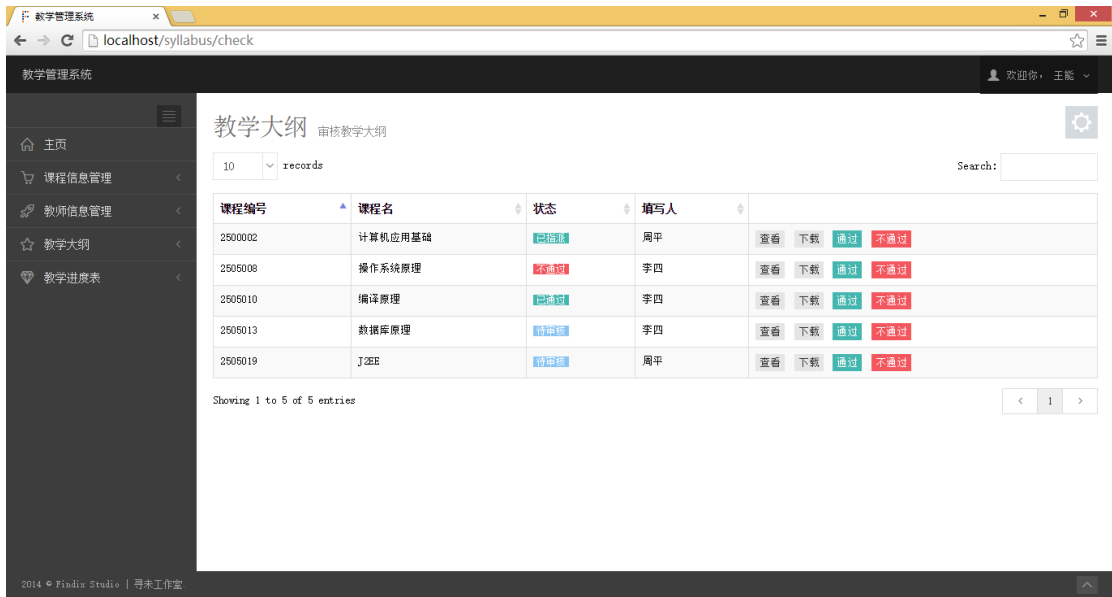 教学管理系统
localhost/syllabus/check
教学管理系统 欢迎你， 王能
主页
课程信息管理
教师信息管理
教学大纲
教学进度表
教学大纲 审核教学大纲
10 records Search:
课程编号 课程名 状态 填写人
2500002 计算机应用基础 已指派 周平 查看 下载 通过 不通过
2505008 操作系统原理 不通过 李四 查看 下载 通过 不通过
2505010 编译原理 已通过 李四 查看 下载 通过 不通过
2505013 数据库原理 待审核 李四 查看 下载 通过 不通过
2505019 J2EE 待审核 周平 查看 下载 通过 不通过
Showing 1 to 5 of 5 entries 1
2014 © Findix Studio | 寻未工作室.